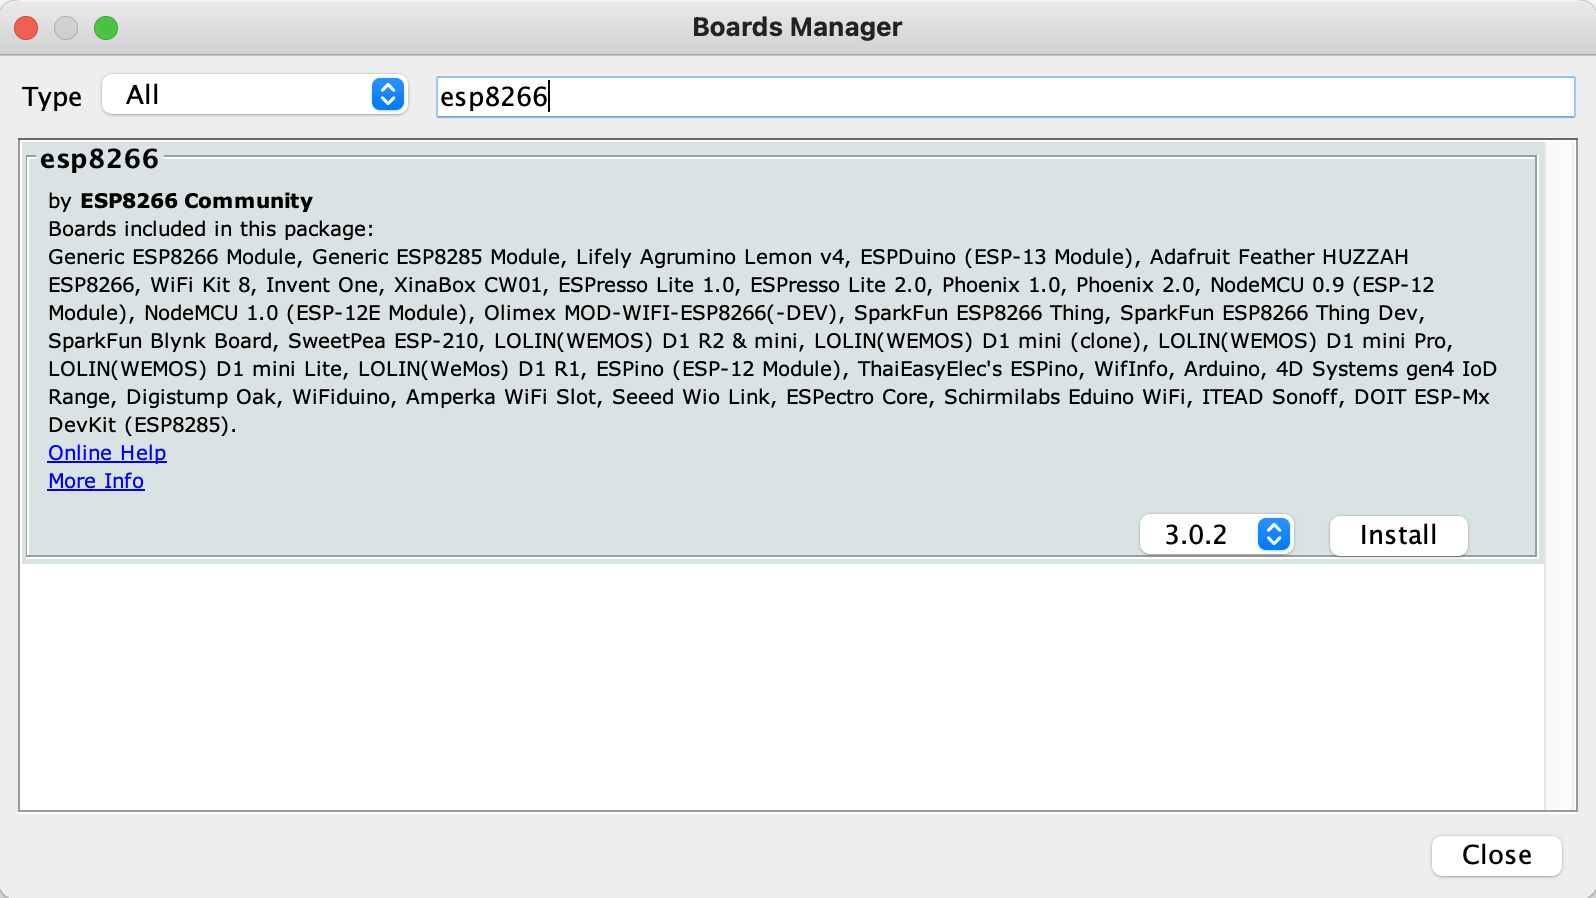 Boards Manager
Type All esp8266
esp8266
by ESP8266 Community
Boards included in this package:
Generic ESP8266 Module, Generic ESP8285 Module, Lifely Agrumino Lemon v4, ESPDuino (ESP-13 Module), Adafruit Feather HUZZAH
ESP8266, WiFi Kit 8, Invent One, XinaBox CW01, ESPresso Lite 1.0, ESPresso Lite 2.0, Phoenix 1.0, Phoenix 2.0, NodeMCU 0.9 (ESP-12
Module), NodeMCU 1.0 (ESP-12E Module), Olimex MOD-WIFI-ESP8266(-DEV), SparkFun ESP8266 Thing, SparkFun ESP8266 Thing Dev,
SparkFun Blynk Board, SweetPea ESP-210, LOLIN(WEMOS) D1 R2 & mini, LOLIN(WEMOS) D1 mini (clone), LOLIN(WEMOS) D1 mini Pro,
LOLIN(WEMOS) D1 mini Lite, LOLIN(WeMos) D1 R1, ESPino (ESP-12 Module), ThaiEasyElec's ESPino, WifInfo, Arduino, 4D Systems gen4 IoD
Range, Digistump Oak, WiFiduino, Amperka WiFi Slot, Seeed Wio Link, ESPectro Core, Schirmilabs Eduino WiFi, ITEAD Sonoff, DOIT ESP-Mx
DevKit (ESP8285).
Online Help
More Info
3.0.2 Install
Close